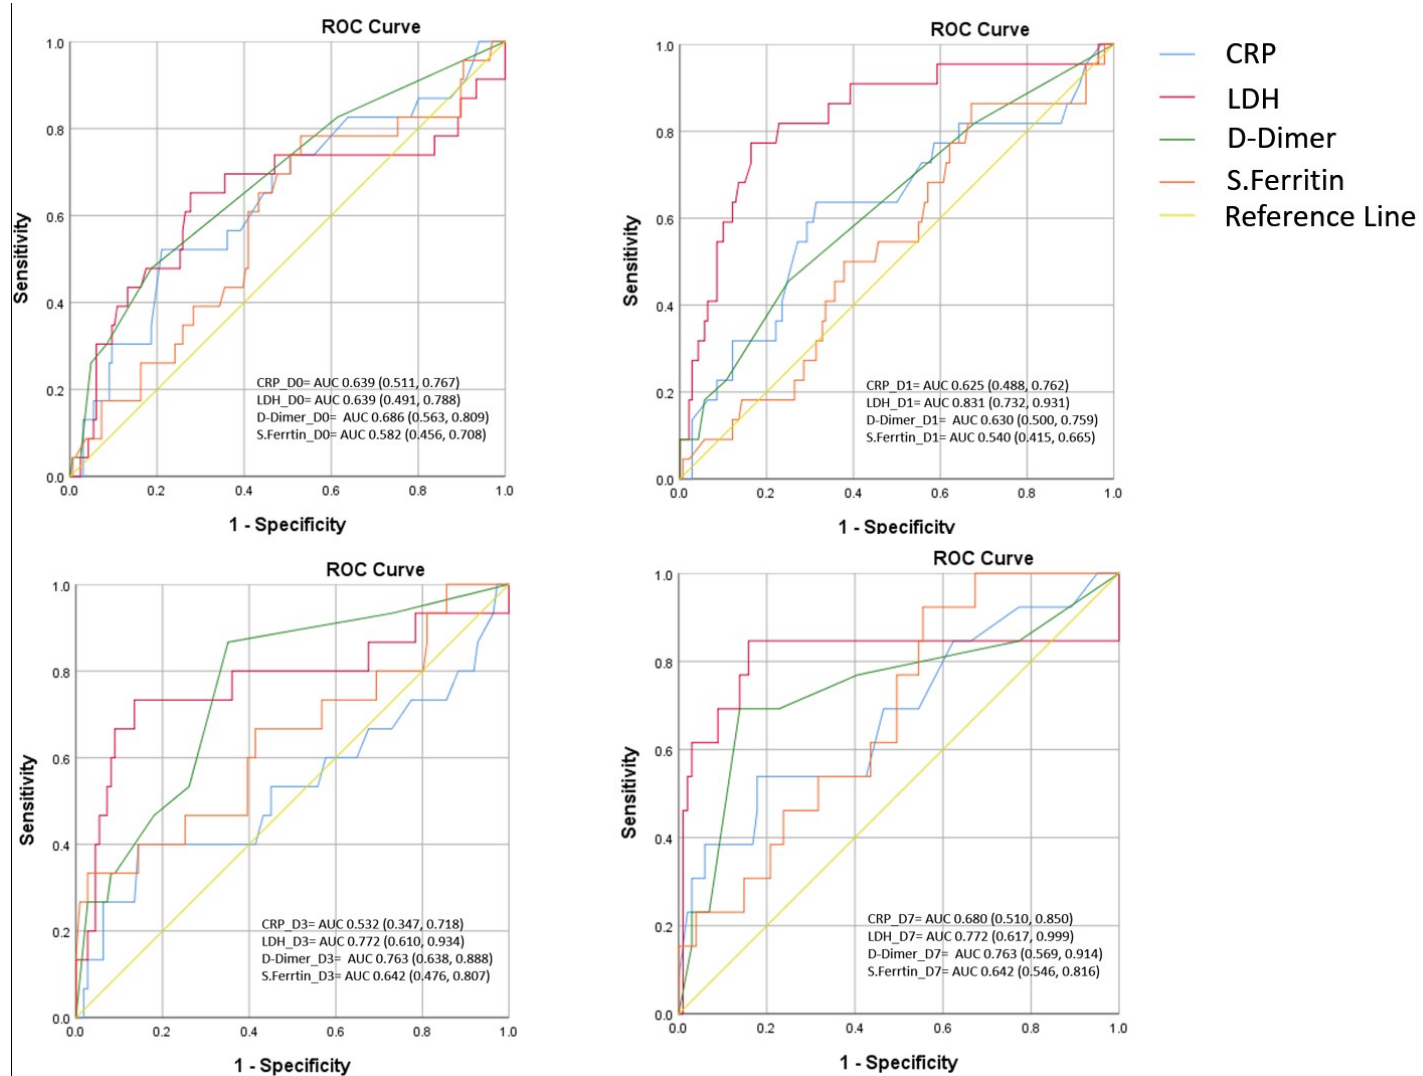 ROC Curve
1.0
0.8
0.6
0.4
0.2
0.0
Sensitivity
0.0 0.2 0.4 0.6 0.8 1.0
1 - Specificity
CRP_D0= AUC 0.639 (0.511, 0.767)
LDH_D0= AUC 0.639 (0.491, 0.788)
D-Dimer_D0= AUC 0.686 (0.563, 0.809)
S.Ferrtin_D0= AUC 0.582 (0.456, 0.708)
ROC Curve
1.0
0.8
0.6
0.4
0.2
0.0
Sensitivity
0.0 0.2 0.4 0.6 0.8 1.0
1 - Specificity
CRP_D1= AUC 0.625 (0.488, 0.762)
LDH_D1= AUC 0.831 (0.732, 0.931)
D-Dimer_D1= AUC 0.630 (0.500, 0.759)
S.Ferrtin_D1= AUC 0.540 (0.415, 0.665)
CRP
LDH
D-Dimer
S.Ferritin
Reference Line
ROC Curve
1.0
0.8
0.6
0.4
0.2
0.0
Sensitivity
0.0 0.2 0.4 0.6 0.8 1.0
1 - Specificity
CRP_D3= AUC 0.532 (0.347, 0.718)
LDH_D3= AUC 0.772 (0.610, 0.934)
D-Dimer_D3= AUC 0.763 (0.638, 0.888)
S.Ferrtin_D3= AUC 0.642 (0.476, 0.807)
ROC Curve
1.0
0.8
0.6
0.4
0.2
0.0
Sensitivity
0.0 0.2 0.4 0.6 0.8 1.0
1 - Specificity
CRP_D7= AUC 0.680 (0.510, 0.850)
LDH_D7= AUC 0.772 (0.617, 0.999)
D-Dimer_D7= AUC 0.763 (0.569, 0.914)
S.Ferrtin_D7= AUC 0.642 (0.546, 0.816)